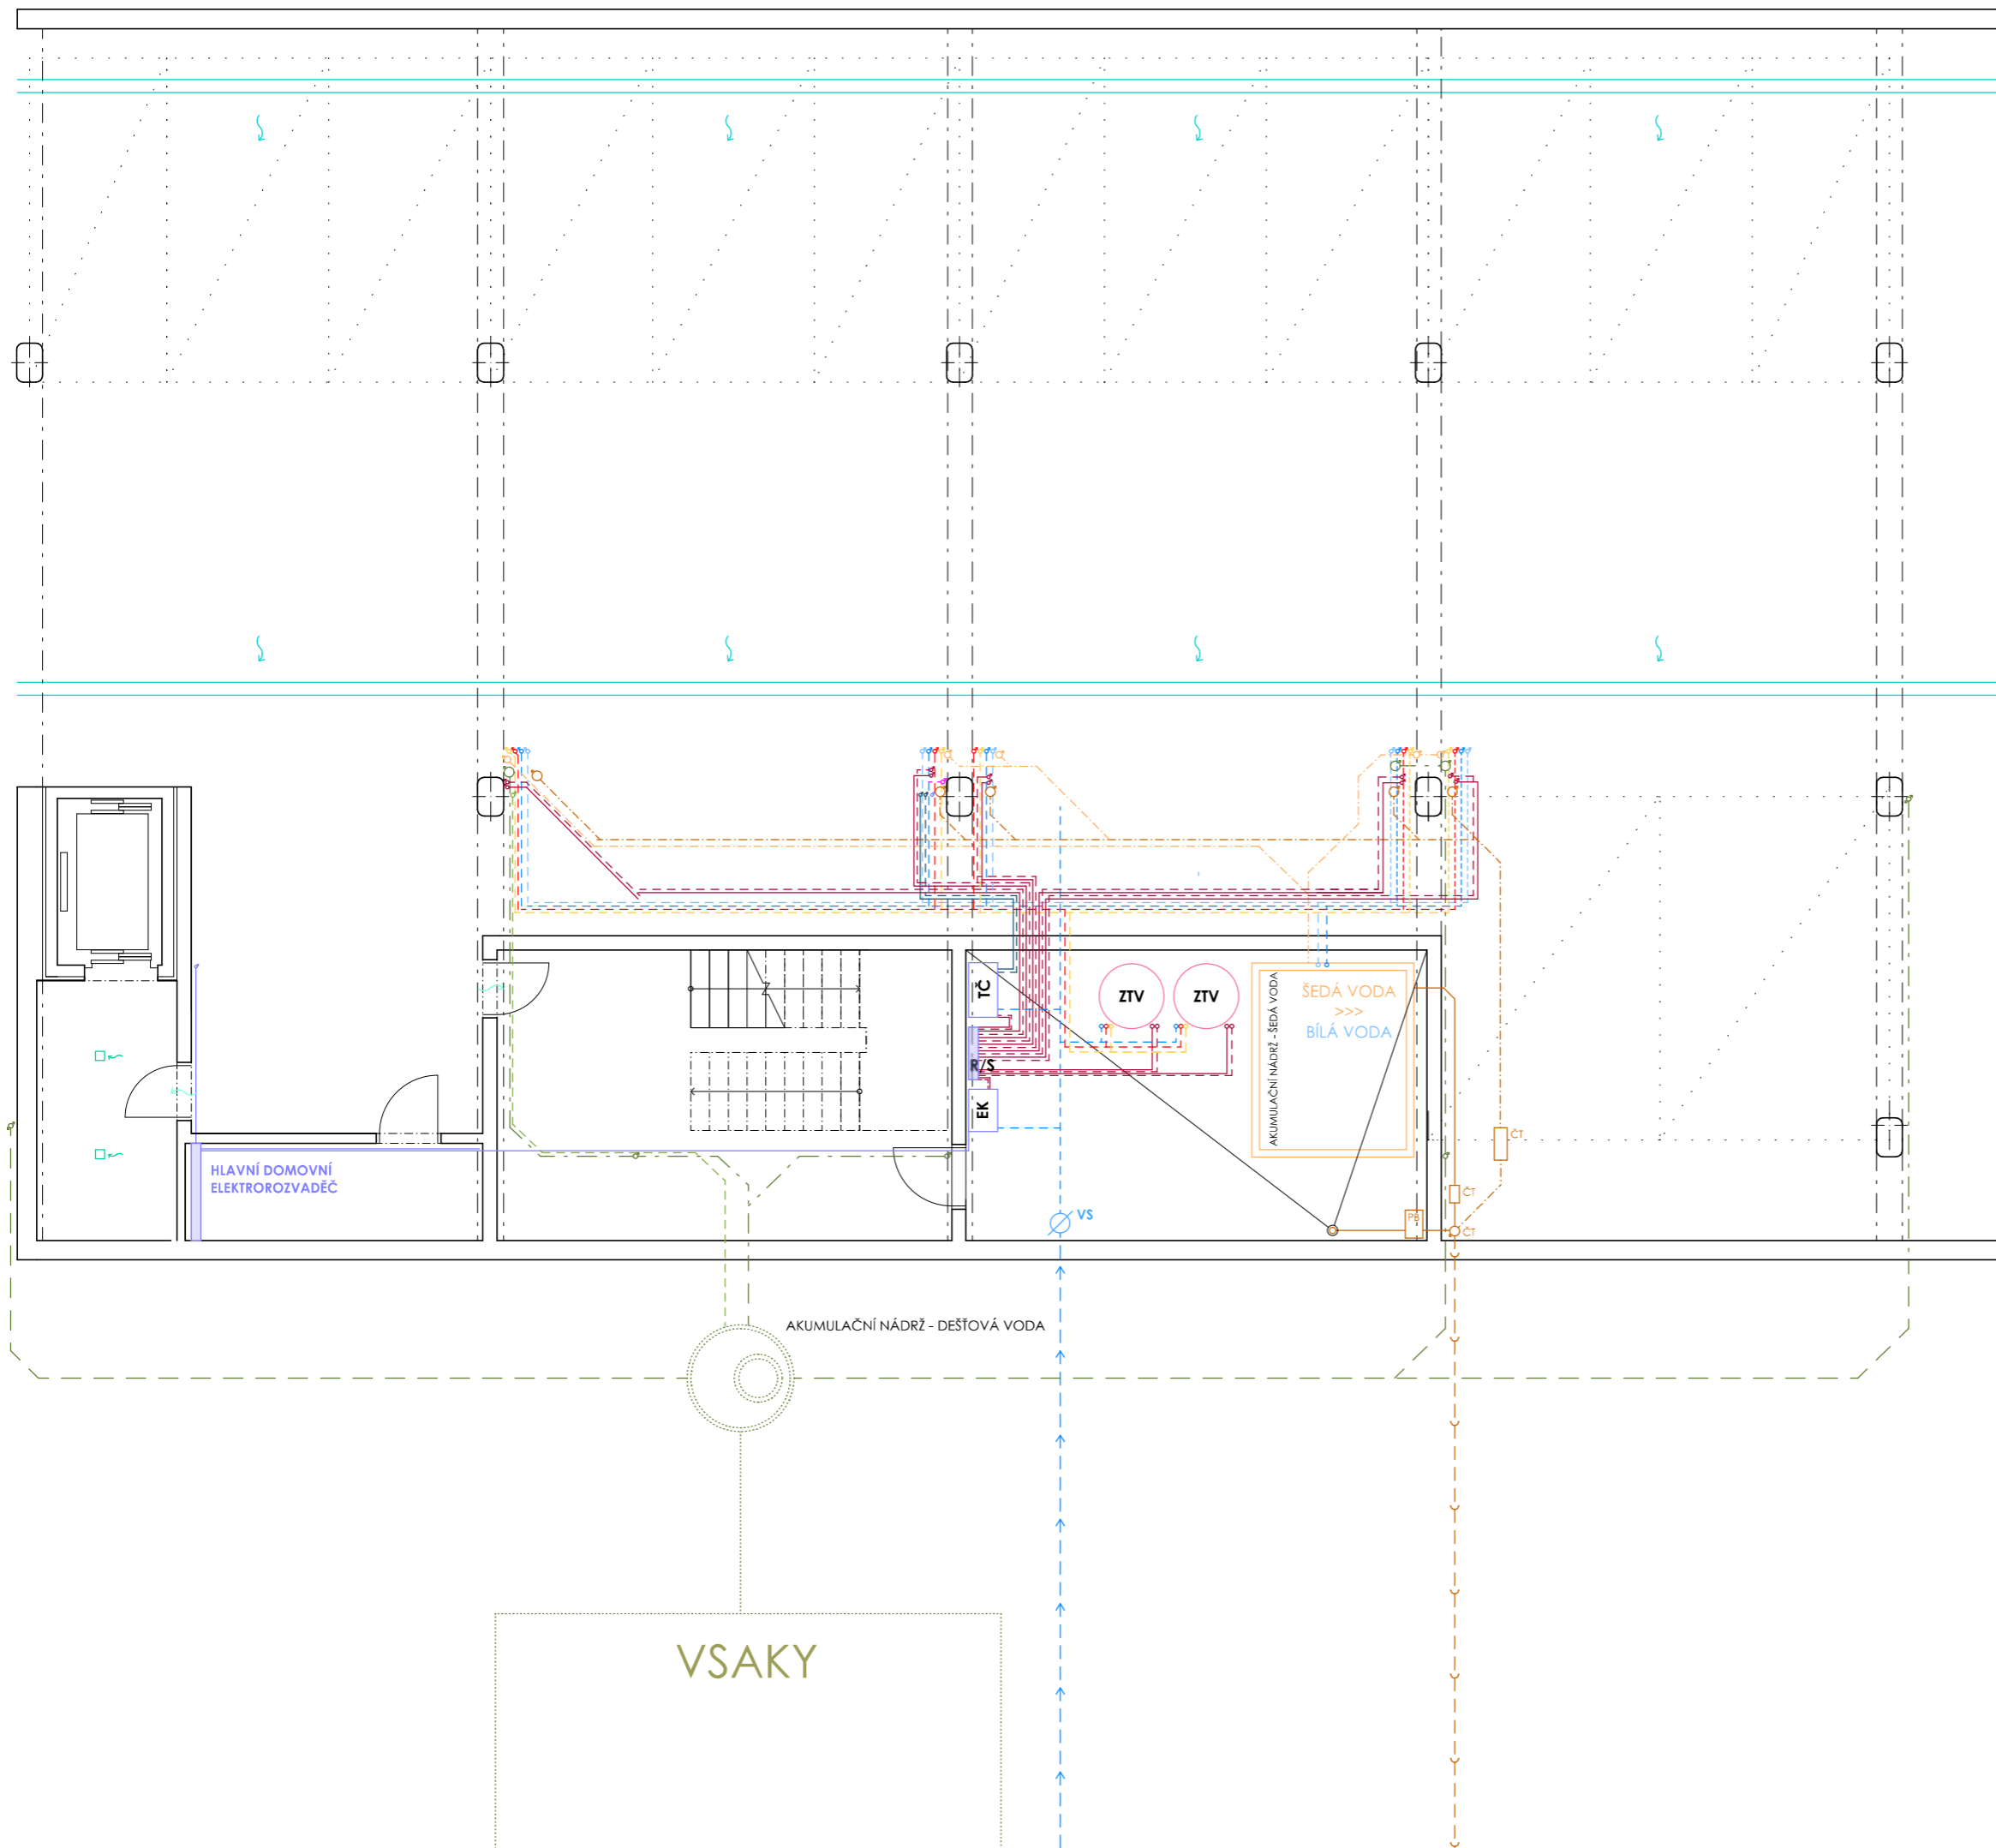 TČ
ZTV
ZTV
AKUMULAČNÍ NÁDRŽ - ŠEDÁ VODA
ŠEDÁ VODA
>>>
BÍLÁ VODA
R/S
EK
ČT
HLAVNÍ DOMOVNÍ
ELEKTROROZVADĚČ
ČT
VS
PB
ČT
AKUMULAČNÍ NÁDRŽ - DEŠŤOVÁ VODA
VSAKY